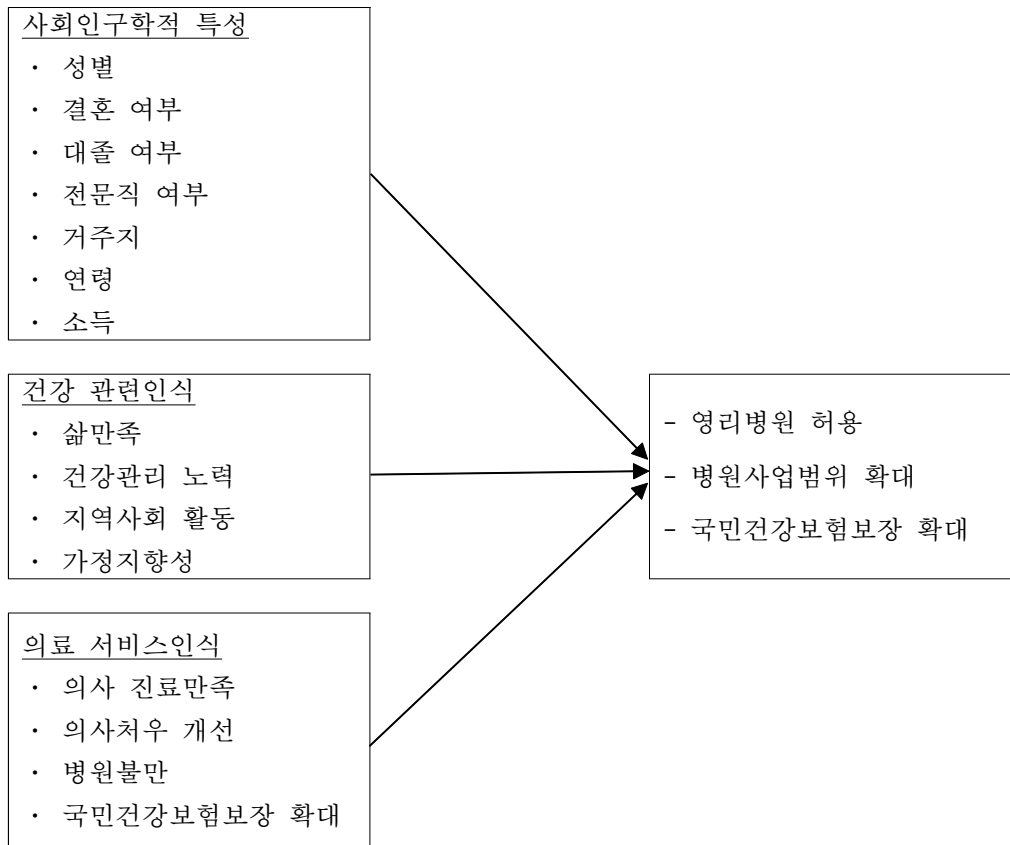 사회인구학적 특성
· 성별
· 결혼 여부
· 대졸 여부
· 전문직 여부
· 거주지
· 연령
· 소득
건강 관련인식
· 삶만족
· 건강관리 노력
· 지역사회 활동
· 가정지향성
의료 서비스인식
· 의사 진료만족
· 의사처우 개선
· 병원불만
· 국민건강보험보장 확대
- 영리병원 허용
- 병원사업범위 확대
- 국민건강보험보장 확대